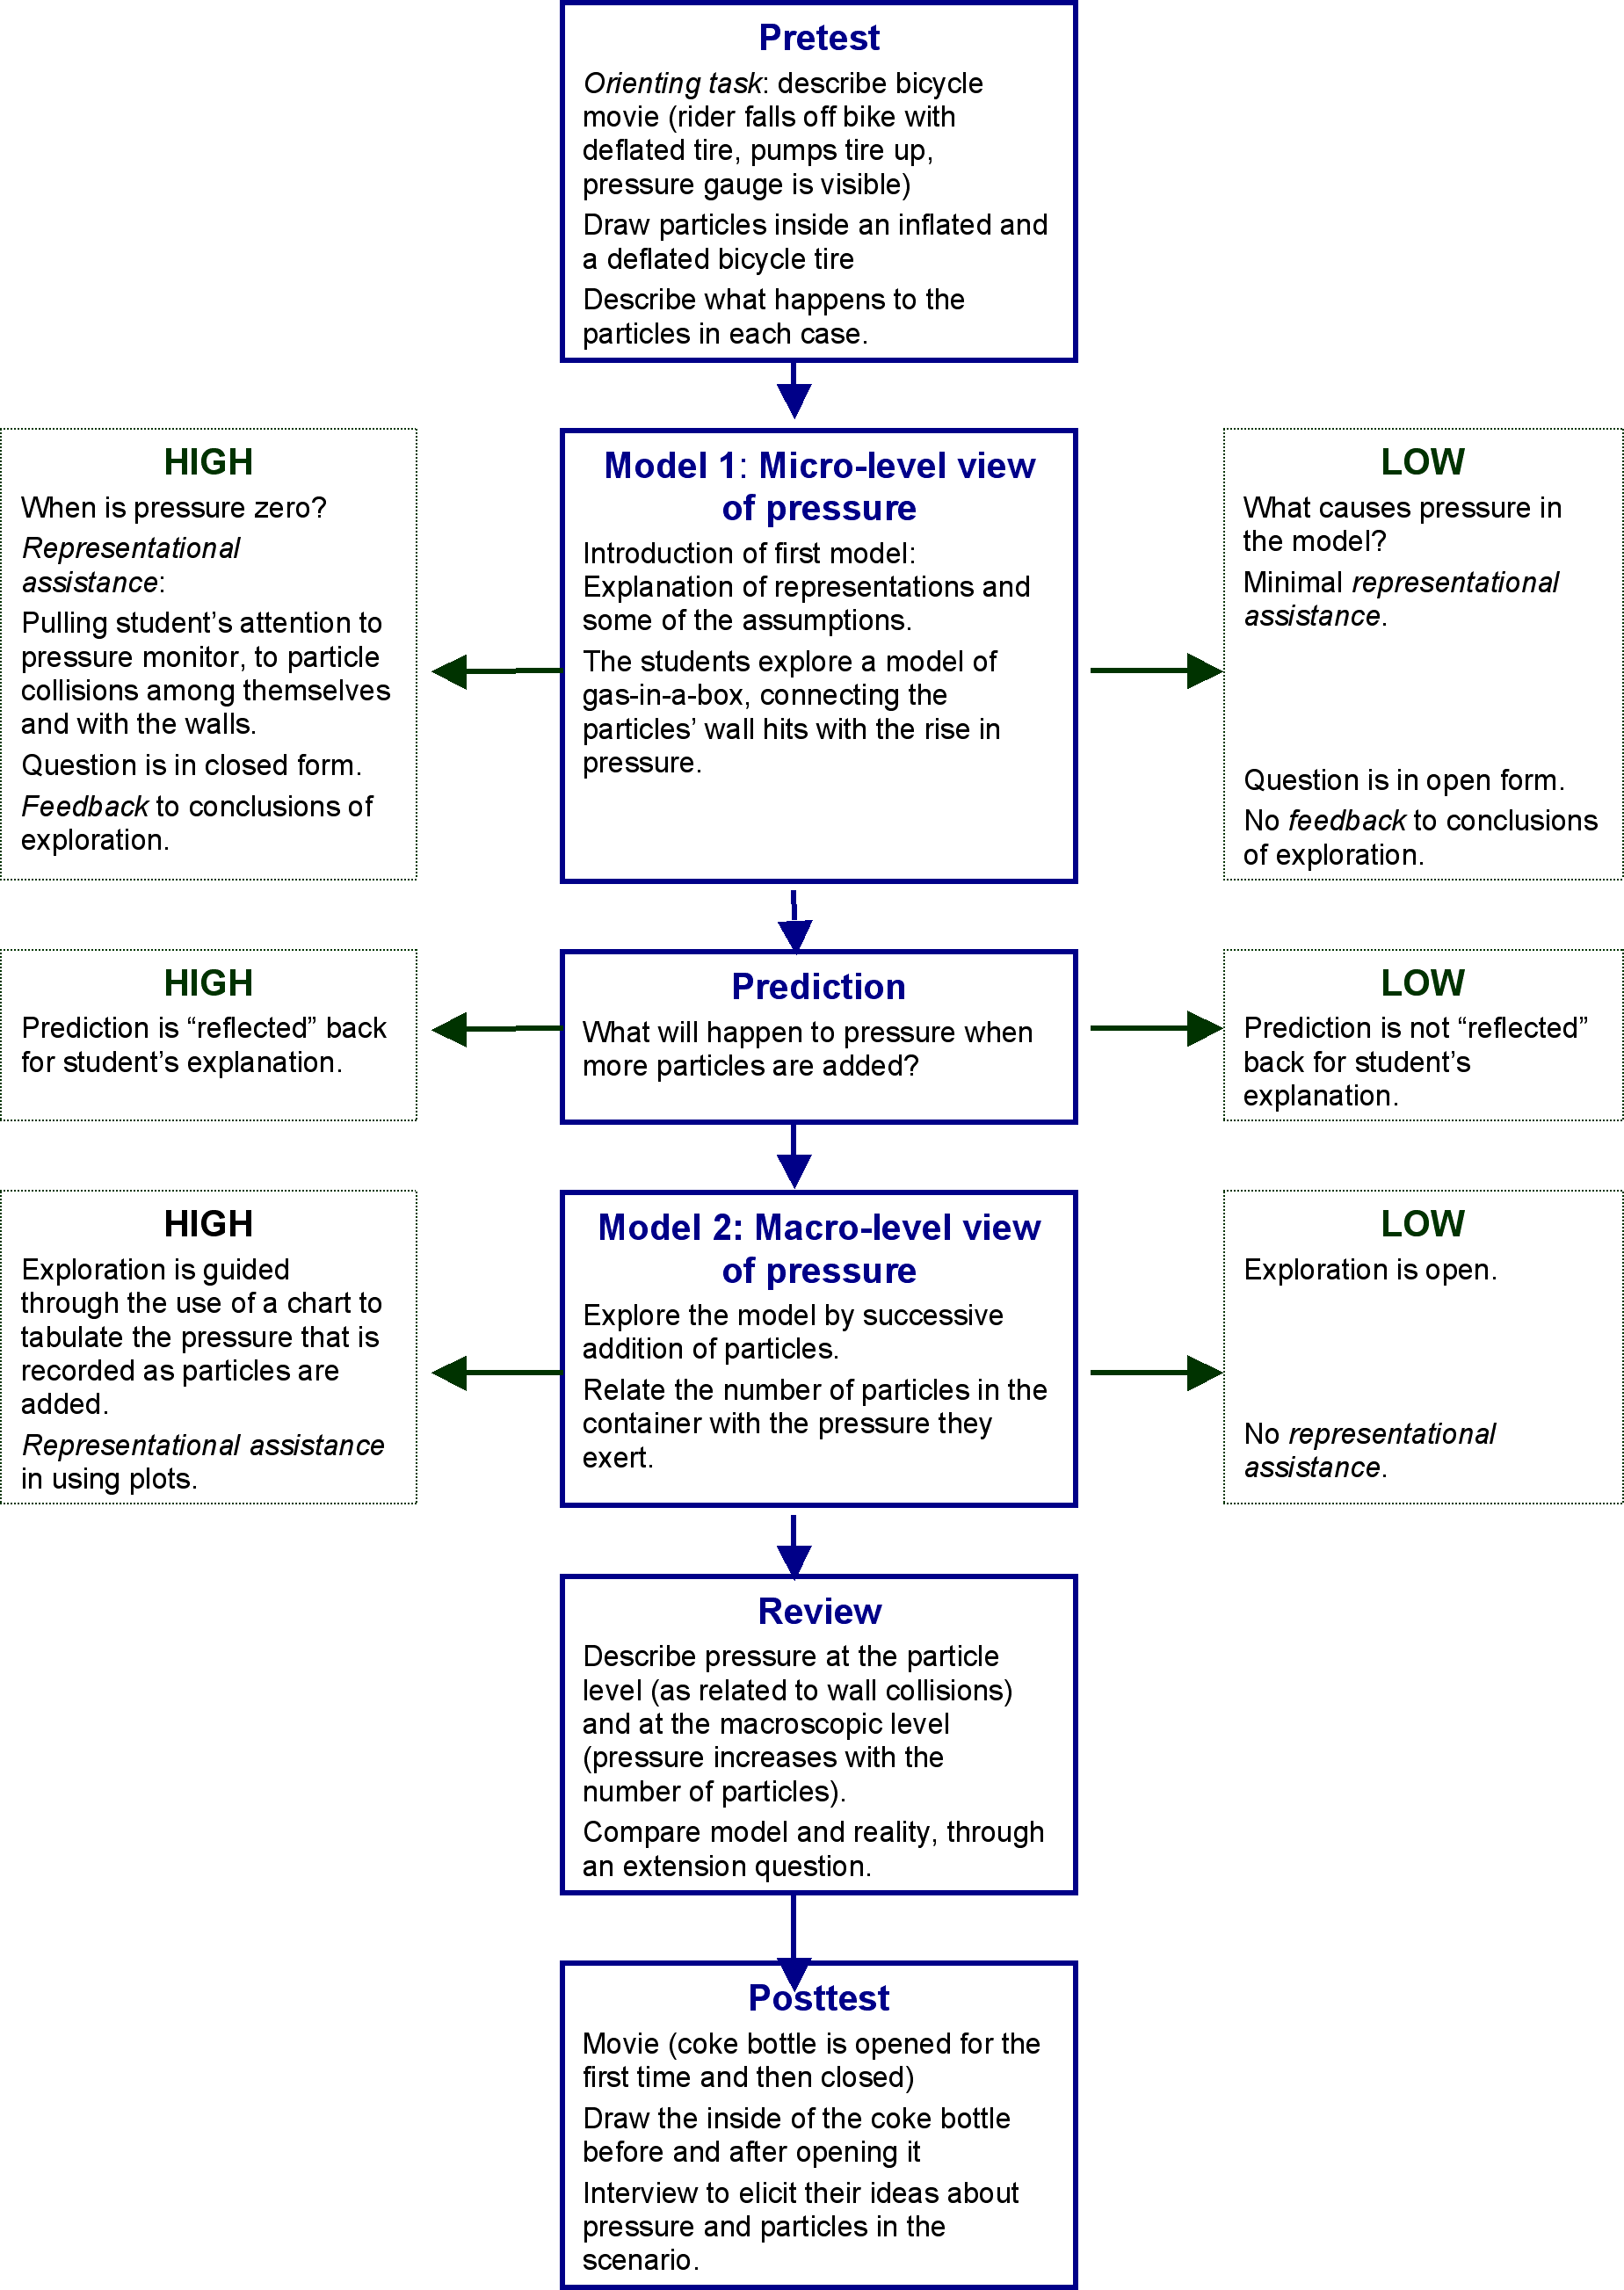 Pretest
Orienting task: describe bicycle
movie (rider falls off bike with
deflated tire, pumps tire up,
pressure gauge is visible)
Draw particles inside an inflated and
a deflated bicycle tire
Describe what happens to the
particles in each case.
HIGH
When is pressure zero?
Representational
assistance:
Pulling student’s attention to
pressure monitor, to particle
collisions among themselves
and with the walls.
Question is in closed form.
Feedback to conclusions of
exploration.
Model 1: Micro-level view
of pressure
Introduction of first model:
Explanation of representations and
some of the assumptions.
The students explore a model of
gas-in-a-box, connecting the
particles’ wall hits with the rise in
pressure.
LOW
What causes pressure in
the model?
Minimal representational
assistance.
Question is in open form.
No feedback to conclusions
of exploration.
HIGH
Prediction is “reflected” back
for student’s explanation.
Prediction
What will happen to pressure when
more particles are added?
LOW
Prediction is not “reflected”
back for student’s
explanation.
HIGH
Exploration is guided
through the use of a chart to
tabulate the pressure that is
recorded as particles are
added.
Representational assistance
in using plots.
Model 2: Macro-level view
of pressure
Explore the model by successive
addition of particles.
Relate the number of particles in the
container with the pressure they
exert.
LOW
Exploration is open.
No representational
assistance.
Review
Describe pressure at the particle
level (as related to wall collisions)
and at the macroscopic level
(pressure increases with the
number of particles).
Compare model and reality, through
an extension question.
Posttest
Movie (coke bottle is opened for the
first time and then closed)
Draw the inside of the coke bottle
before and after opening it
Interview to elicit their ideas about
pressure and particles in the
scenario.